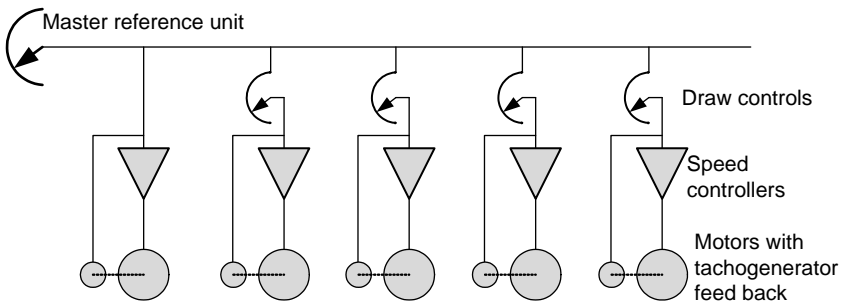 Master reference unit
Draw controls
Speed
controllers
Motors with
tachogenerator
feed back